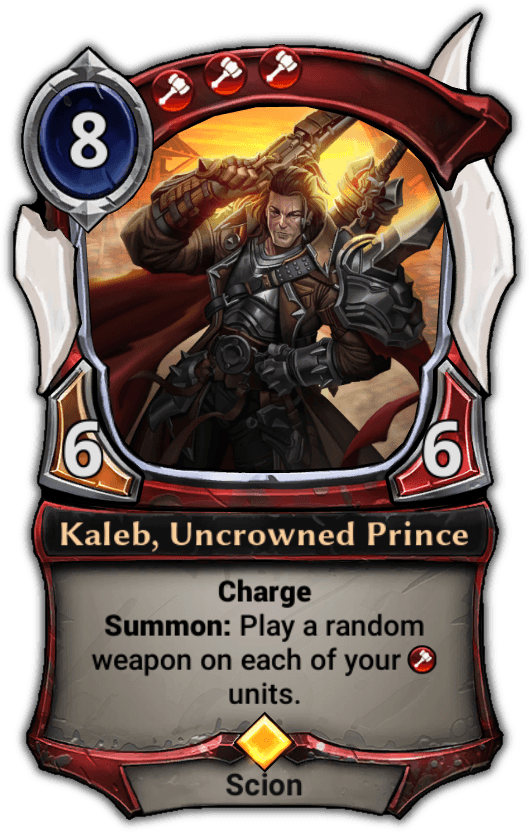 8
6
6
Kaleb, Uncrowned Prince
Charge
Summon: Play a random
weapon on each of your
units.
Scion